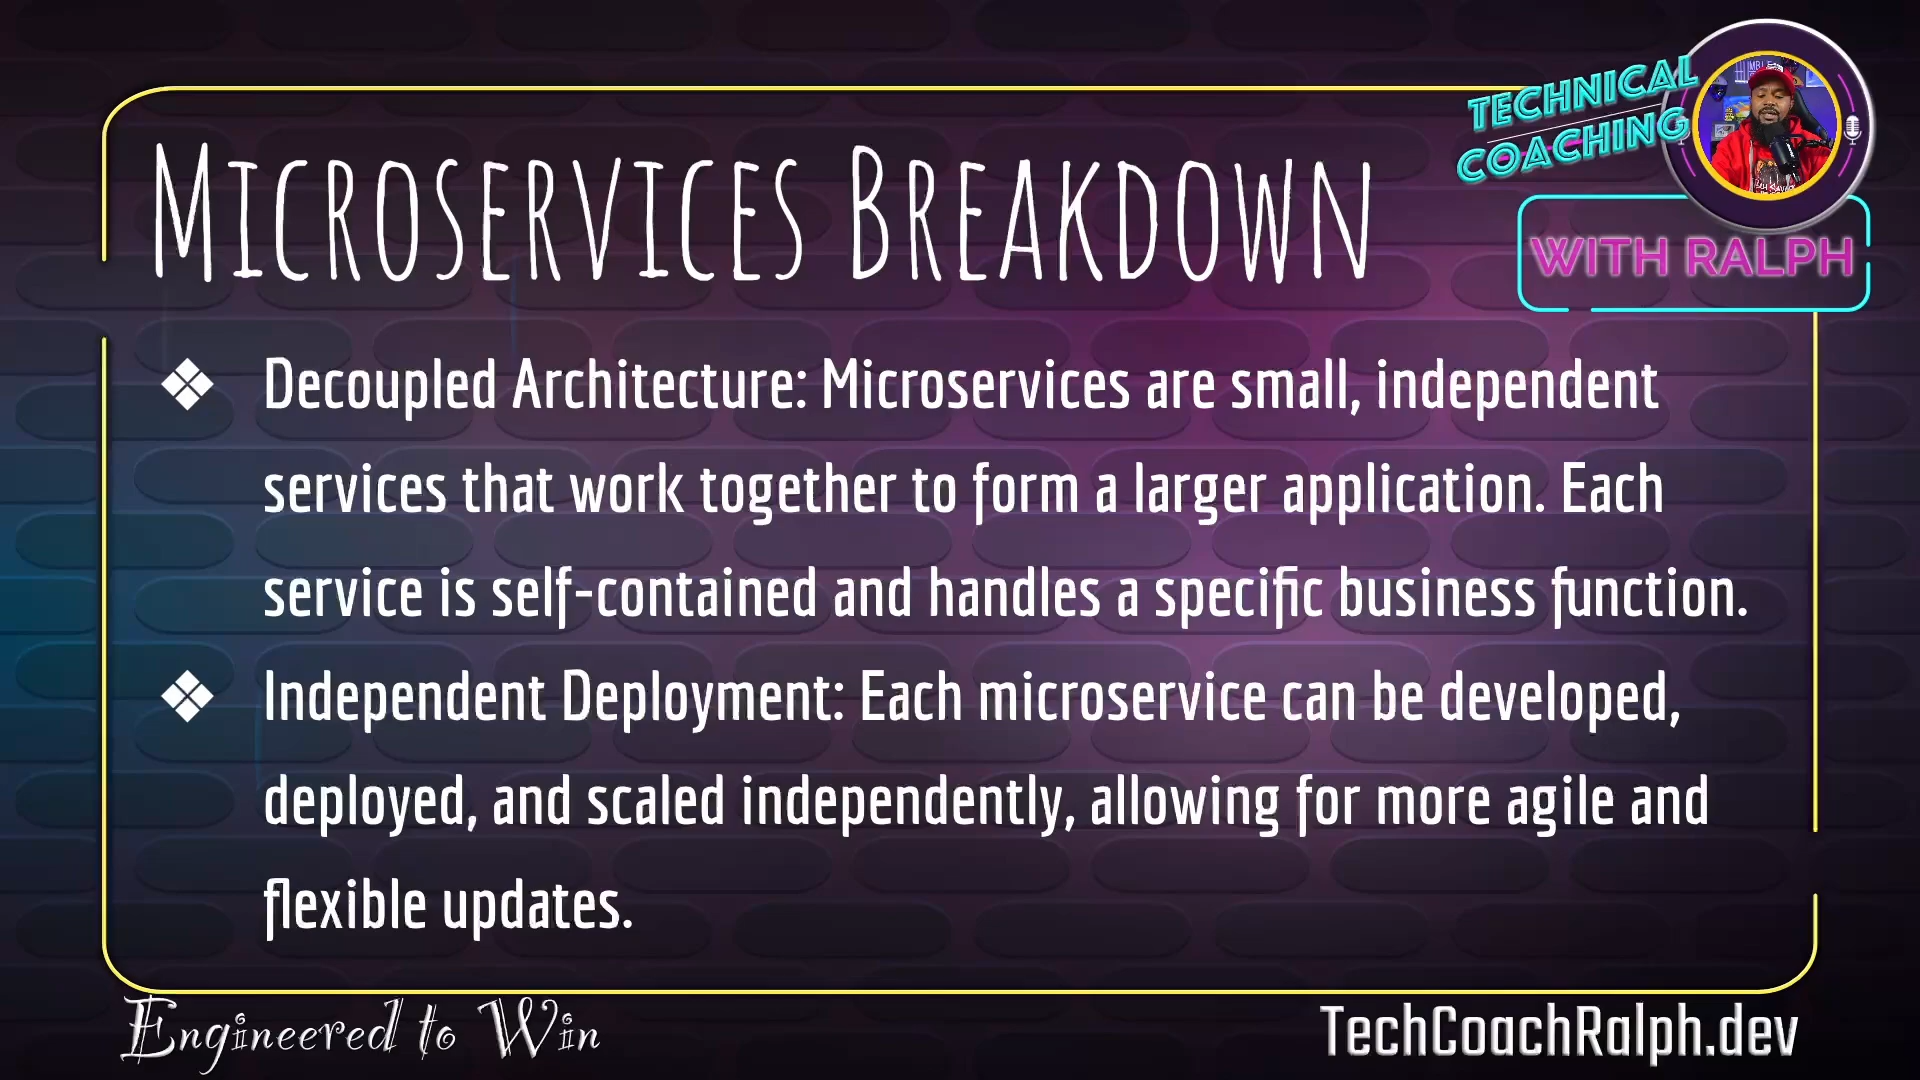 TECHNICAL
COACHING
WITH RALPH
MICROSERVICES BREAKDOWN
❖ Decoupled Architecture: Microservices are small, independent
services that work together to form a larger application. Each
service is self-contained and handles a specific business function.
❖ Independent Deployment: Each microservice can be developed,
deployed, and scaled independently, allowing for more agile and
flexible updates.
Engineered to Win
TechCoachRalph.dev